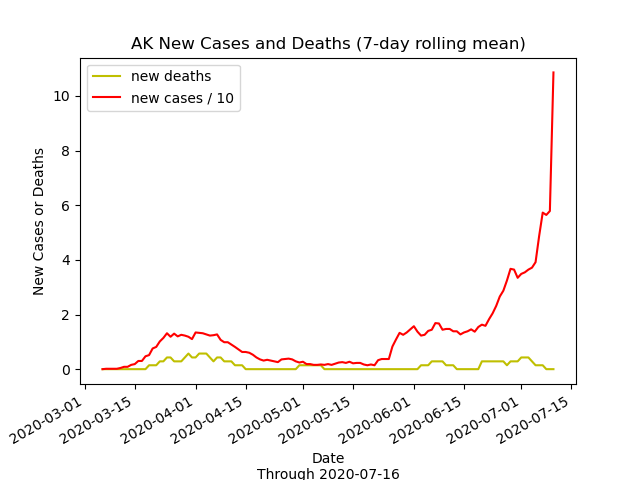 AK New Cases and Deaths (7-day rolling mean)
new deaths
new cases / 10
10
8
6
4
2
0
New Cases or Deaths
2020-03-01
2020-03-15
2020-04-01
2020-04-15
2020-05-01
2020-05-15
2020-06-01
2020-06-15
2020-07-01
2020-07-15
Date
Through 2020-07-16